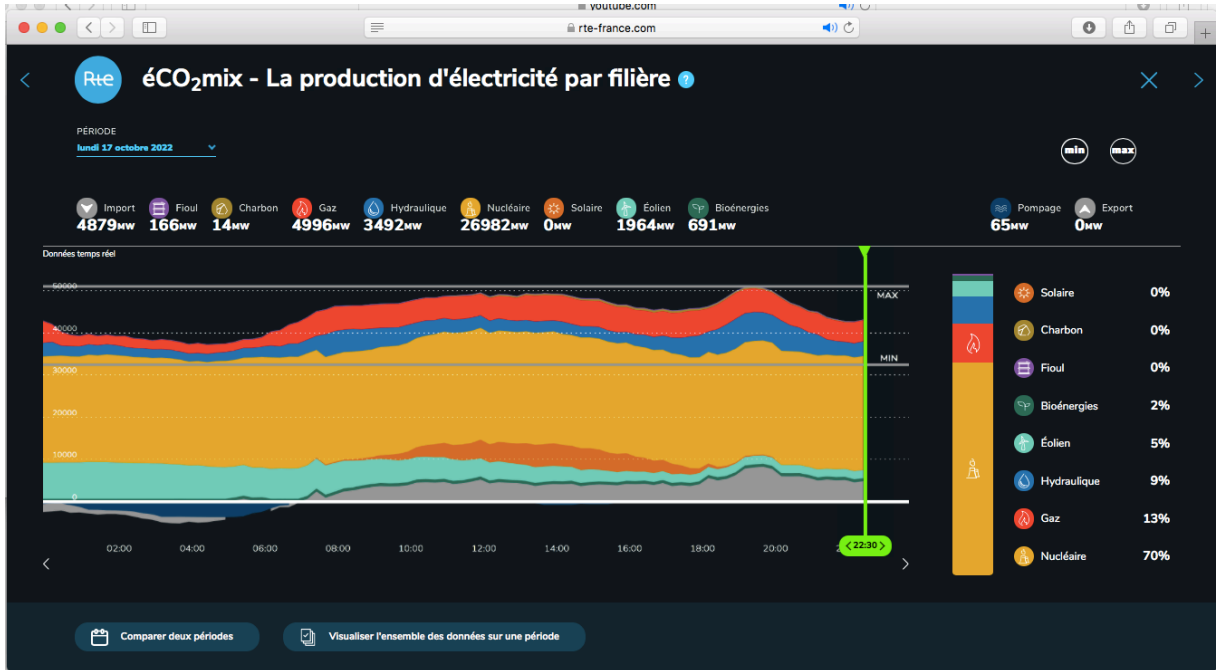 youtube.com
rte-france.com
Rte
éCO2mix - La production d'électricité par filière ?
PÉRIODE
lundi 17 octobre 2022
min max
Import Fioul Charbon Gaz Hydraulique Nucléaire Solaire Éolien Bioénergies Pompage Export
4879MW 166MW 14MW 4996MW 3492MW 26982MW 0MW 1964MW 691MW 65MW 0MW
Données temps réel
50000
MAX
40000
MIN
30000
20000
10000
0
02:00 04:00 06:00 08:00 10:00 12:00 14:00 16:00 18:00 20:00 22:30
Solaire 0%
Charbon 0%
Fioul 0%
Bioénergies 2%
Éolien 5%
Hydraulique 9%
Gaz 13%
Nucléaire 70%
Comparer deux périodes Visualiser l'ensemble des données sur une période